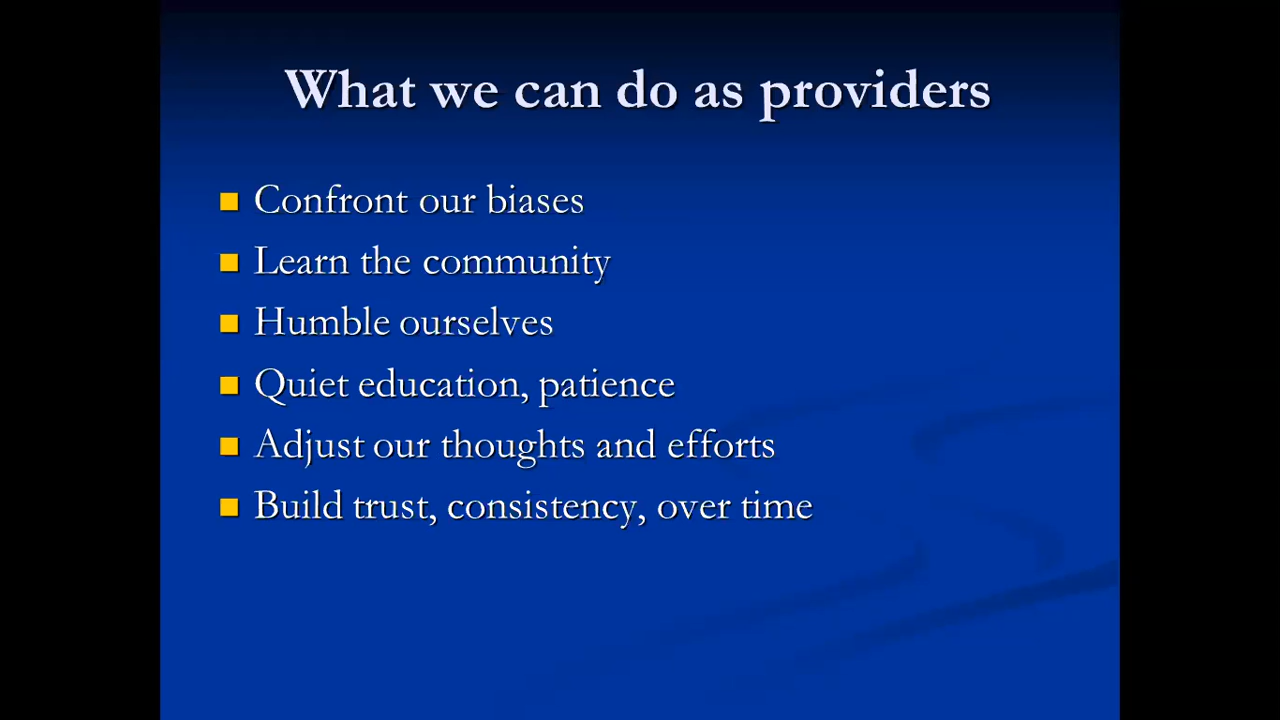 What we can do as providers
Confront our biases
Learn the community
Humble ourselves
Quiet education, patience
Adjust our thoughts and efforts
Build trust, consistency, over time